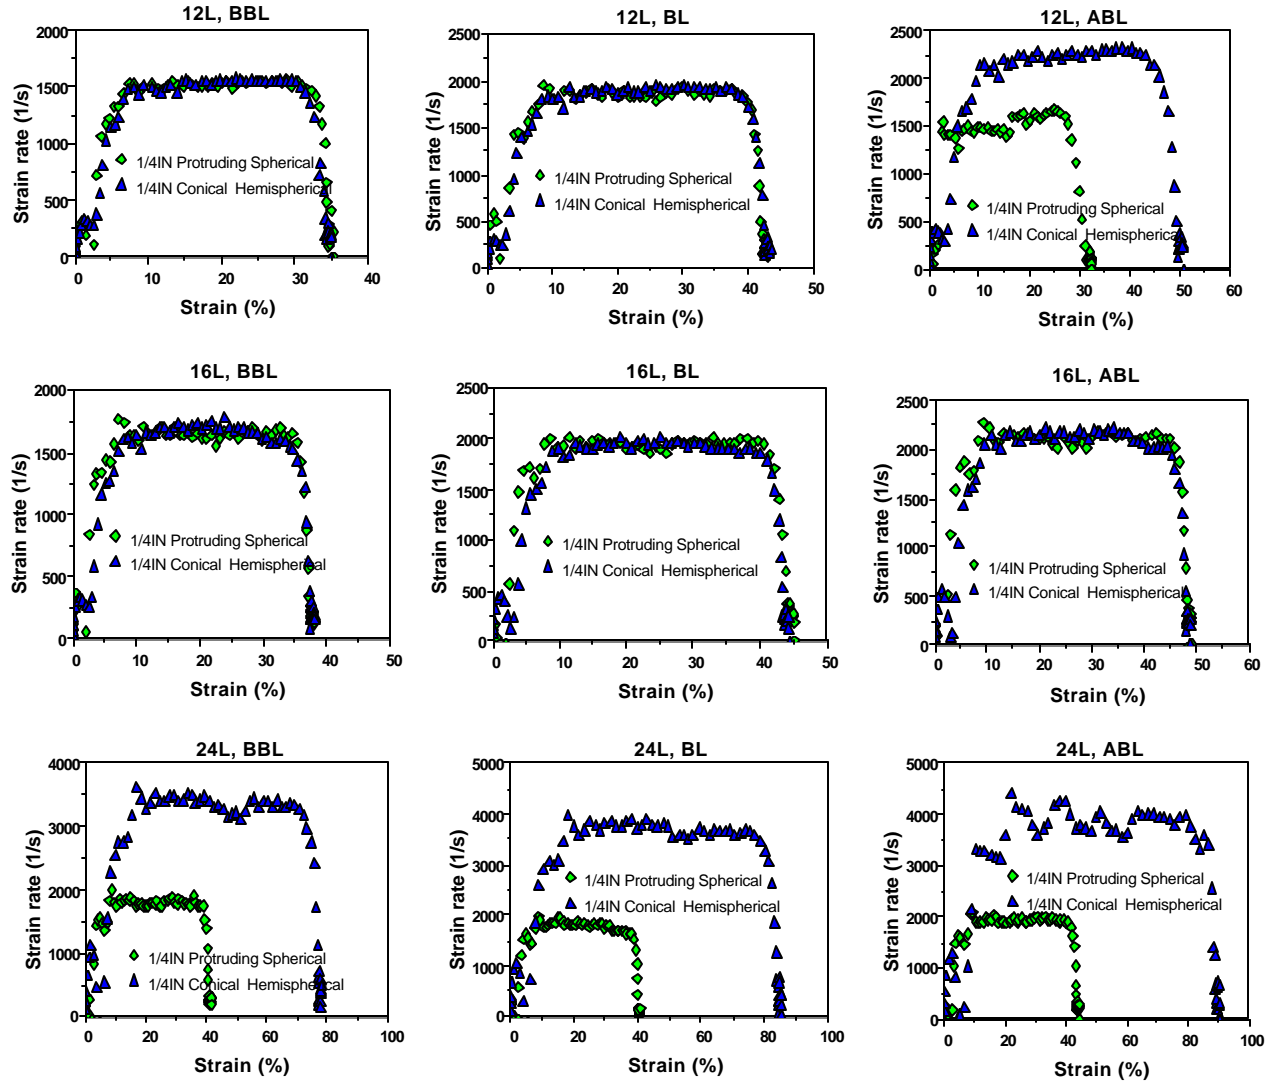 12L, BBL
2000
1500
1000
500
0
Strain rate (1/s)
1/4IN Protruding Spherical
1/4IN Conical Hemispherical
0 10 20 30 40
Strain (%)
12L, BL
2500
2000
1500
1000
500
0
Strain rate (1/s)
1/4IN Protruding Spherical
1/4IN Conical Hemispherical
0 10 20 30 40 50
Strain (%)
12L, ABL
2500
2000
1500
1000
500
0
Strain rate (1/s)
1/4IN Protruding Spherical
1/4IN Conical Hemispherical
0 10 20 30 40 50 60
Strain (%)
16L, BBL
2000
1500
1000
500
0
Strain rate (1/s)
1/4IN Protruding Spherical
1/4IN Conical Hemispherical
0 10 20 30 40 50
Strain (%)
16L, BL
2500
2000
1500
1000
500
0
Strain rate (1/s)
1/4IN Protruding Spherical
1/4IN Conical Hemispherical
0 10 20 30 40 50
Strain (%)
16L, ABL
2500
2000
1500
1000
500
0
Strain rate (1/s)
1/4IN Protruding Spherical
1/4IN Conical Hemispherical
0 10 20 30 40 50 60
Strain (%)
24L, BBL
4000
3000
2000
1000
0
Strain rate (1/s)
1/4IN Protruding Spherical
1/4IN Conical Hemispherical
0 20 40 60 80 100
Strain (%)
24L, BL
5000
4000
3000
2000
1000
0
Strain rate (1/s)
1/4IN Protruding Spherical
1/4IN Conical Hemispherical
0 20 40 60 80 100
Strain (%)
24L, ABL
5000
4000
3000
2000
1000
0
Strain rate (1/s)
1/4IN Protruding Spherical
1/4IN Conical Hemispherical
0 20 40 60 80 100
Strain (%)